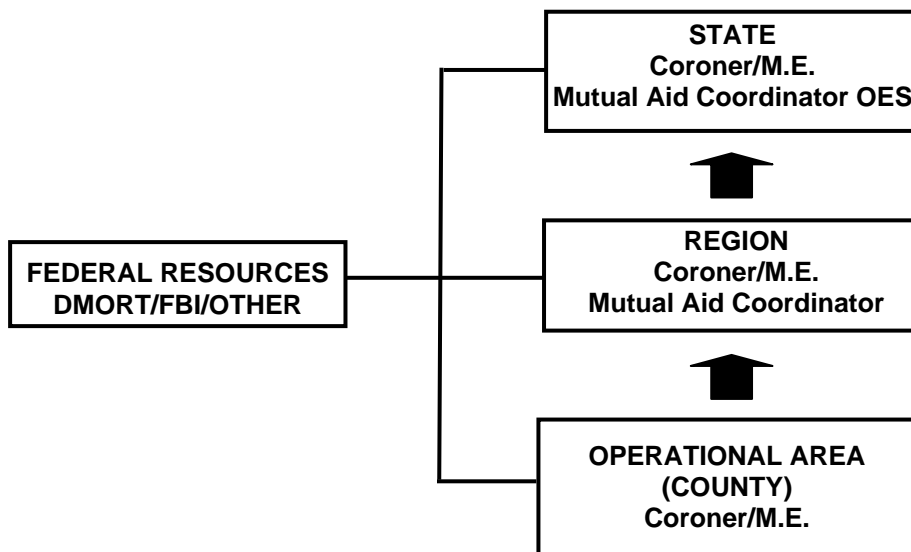 STATE
Coroner/M.E.
Mutual Aid Coordinator OES
REGION
Coroner/M.E.
Mutual Aid Coordinator
FEDERAL RESOURCES
DMORT/FBI/OTHER
OPERATIONAL AREA
(COUNTY)
Coroner/M.E.